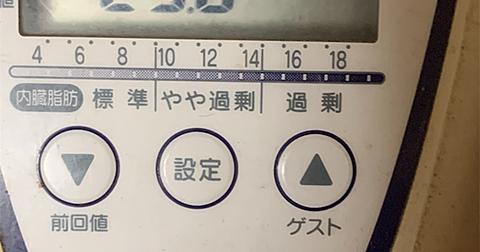 値
4 6 8 10 12 14 16 18
内臓脂肪 標準 やや過剰 過剰
設定
前回値 ゲスト